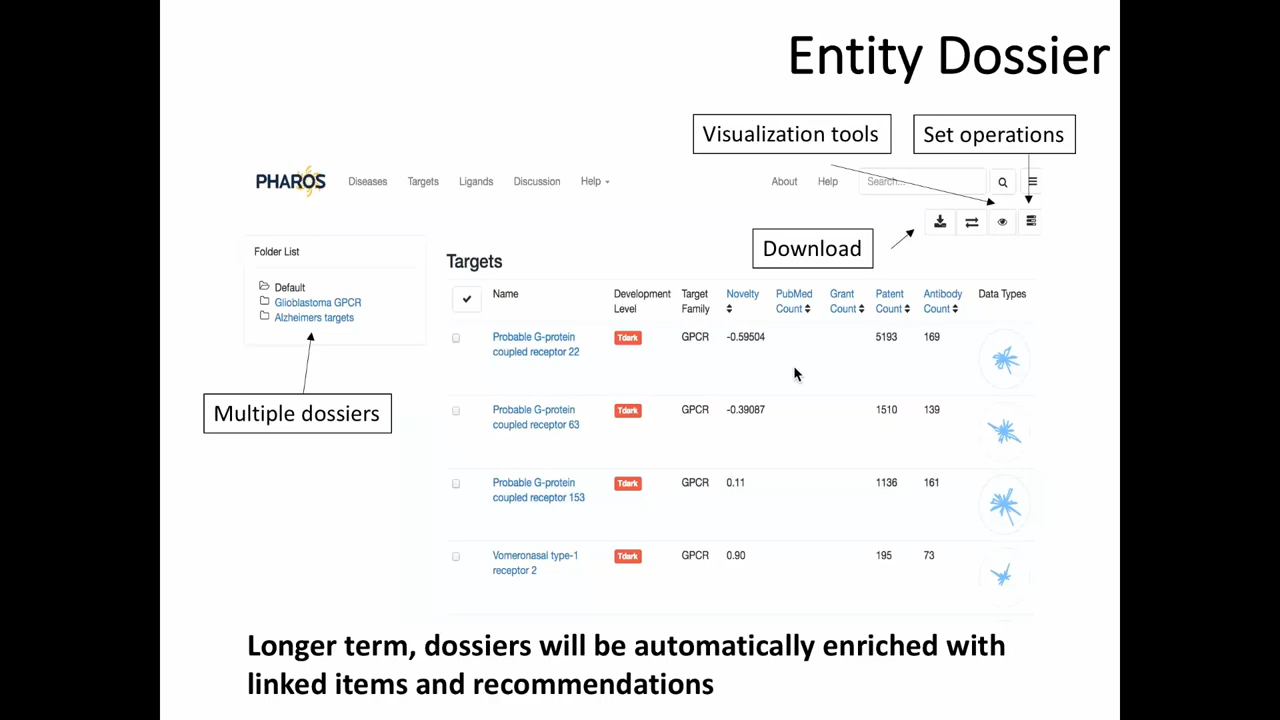 Entity Dossier
Visualization tools
Set operations
PHAROS
Diseases
Targets
Ligands
Discussion
Help
About
Help
Search...
Download
Folder List
Default
Glioblastoma GPCR
Alzheimers targets
Multiple dossiers
Targets
Name
Development Level
Target Family
Novelty
PubMed Count
Grant Count
Patent Count
Antibody Count
Data Types
Probable G-protein
coupled receptor 22
Tdark
GPCR
-0.59504
5193
169
Probable G-protein
coupled receptor 63
Tdark
GPCR
-0.39087
1510
139
Probable G-protein
coupled receptor 153
Tdark
GPCR
0.11
1136
161
Vomeronasal type-1
receptor 2
Tdark
GPCR
0.90
195
73
Longer term, dossiers will be automatically enriched with
linked items and recommendations